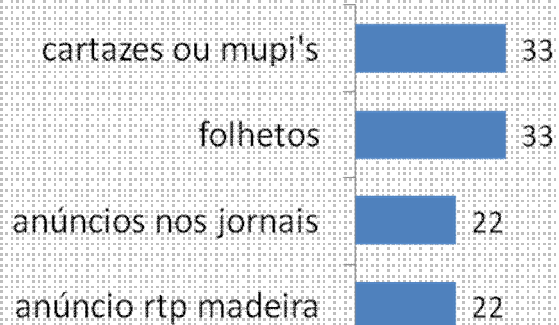 cartazes ou mupi's 33
folhetos 33
anúncios nos jornais 22
anúncio rtp madeira 22